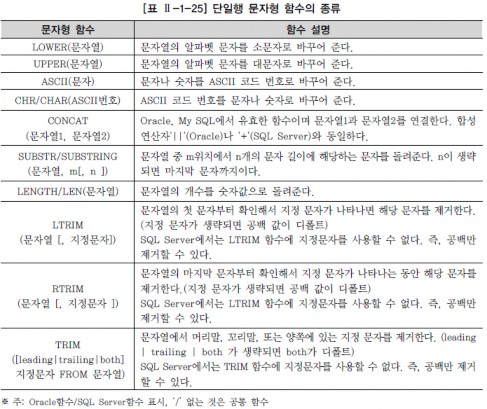 [표 Ⅱ-1-25] 단일행 문자형 함수의 종류
문자형 함수
함수 설명
LOWER(문자열)
문자열의 알파벳 문자를 소문자로 바꾸어 준다.
UPPER(문자열)
문자열의 알파벳 문자를 대문자로 바꾸어 준다.
ASCII(문자)
문자나 숫자를 ASCII 코드 번호로 바꾸어 준다.
CHR/CHAR(ASCII번호)
ASCII 코드 번호를 문자나 숫자로 바꾸어 준다.
CONCAT
(문자열1, 문자열2)
Oracle, My SQL에서 유효한 함수이며 문자열1과 문자열2를 연결한다. 합성
연산자'||'(Oracle)나 '+'(SQL Server)와 동일하다.
SUBSTR/SUBSTRING
(문자열, m[, n ])
문자열 중 m위치에서 n개의 문자 길이에 해당하는 문자를 돌려준다. n이 생략
되면 마지막 문자까지이다.
LENGTH/LEN(문자열)
문자열의 개수를 숫자값으로 돌려준다.
LTRIM
(문자열 [, 지정문자])
문자열의 첫 문자부터 확인해서 지정 문자가 나타나면 해당 문자를 제거한다.
(지정 문자가 생략되면 공백 값이 디폴트)
SQL Server에서는 LTRIM 함수에 지정문자를 사용할 수 없다. 즉, 공백만
제거할 수 있다.
RTRIM
(문자열 [, 지정문자 ])
문자열의 마지막 문자부터 확인해서 지정 문자가 나타나는 동안 해당 문자를
제거한다.(지정 문자가 생략되면 공백 값이 디폴트)
SQL Server에서는 LTRIM 함수에 지정문자를 사용할 수 없다. 즉, 공백만
제거할 수 있다.
TRIM
([leading|trailing|both]
지정문자 FROM 문자열)
문자열에서 머리말, 꼬리말, 또는 양쪽에 있는 지정 문자를 제거한다. (leading
| trailing | both 가 생략되면 both가 디폴트)
SQL Server에서는 TRIM 함수에 지정문자를 사용할 수 없다. 즉, 공백만 제거
할 수 있다.
※ 주: Oracle함수/SQL Server함수 표시, '/' 없는 것은 공통 함수